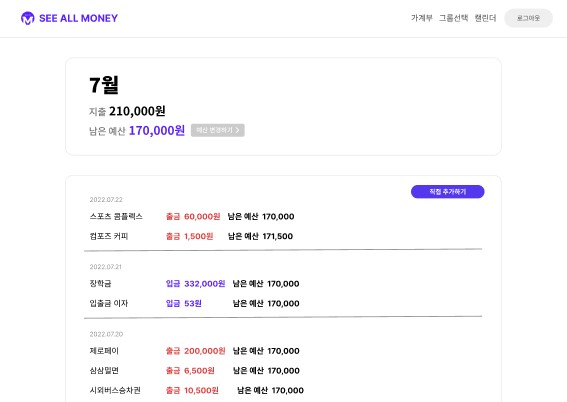 SEE ALL MONEY 가계부 그룹선택 캘린더 로그아웃
7월
지출 210,000원
남은 예산 170,000원 예산 변경하기 >
직접 추가하기
2022.07.22
스포츠 콤플렉스 출금 60,000원 남은 예산 170,000
컴포즈 커피 출금 1,500원 남은 예산 171,500
2022.07.21
장학금 입금 332,000원 남은 예산 170,000
입출금 이자 입금 53원 남은 예산 170,000
2022.07.20
제로페이 출금 200,000원 남은 예산 170,000
삼삼밀면 출금 6,500원 남은 예산 170,000
시외버스승차권 출금 10,500원 남은 예산 170,000